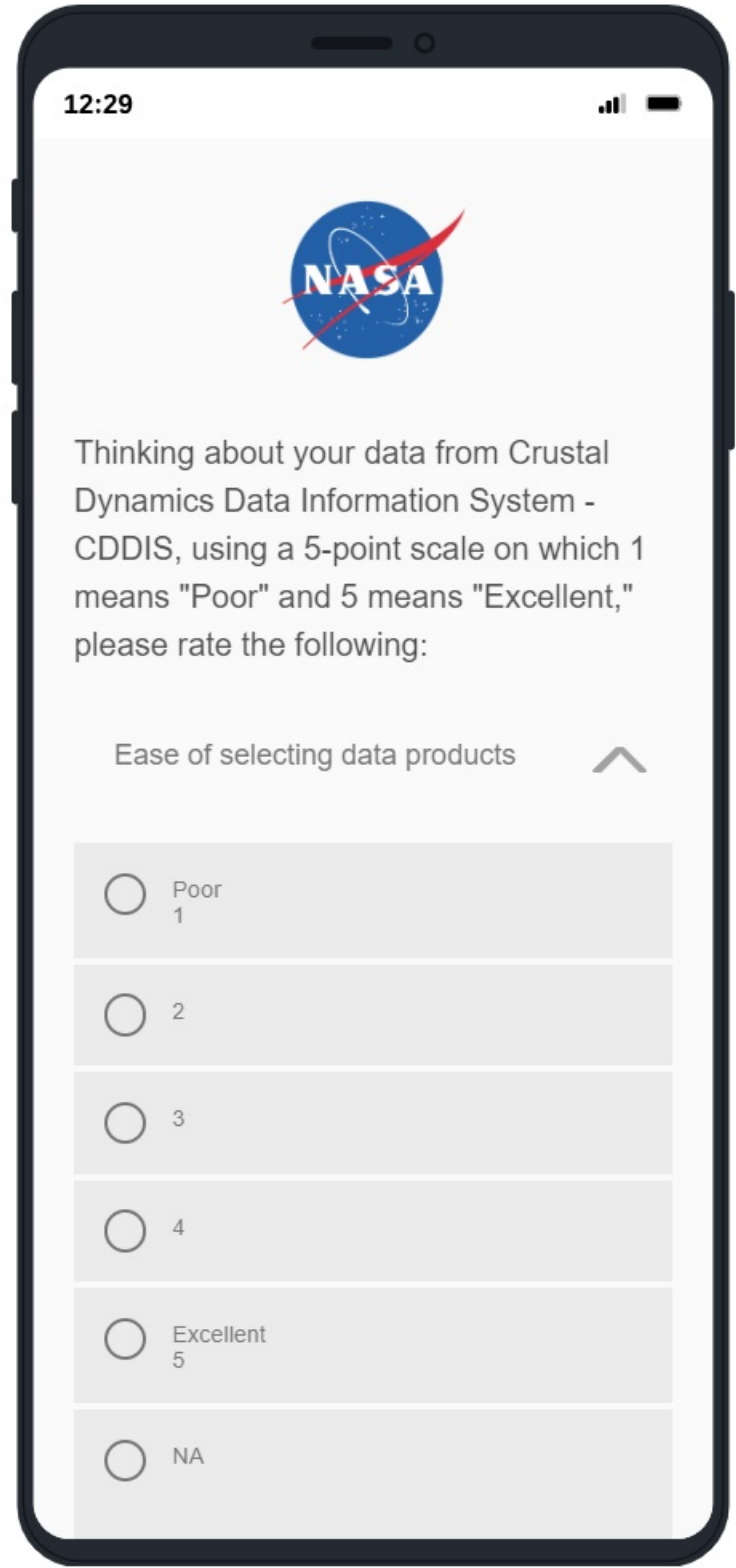 12:29
NASA
Thinking about your data from Crustal
Dynamics Data Information System -
CDDIS, using a 5-point scale on which 1
means "Poor" and 5 means "Excellent,"
please rate the following:
Ease of selecting data products
Poor
1
2
3
4
Excellent
5
NA